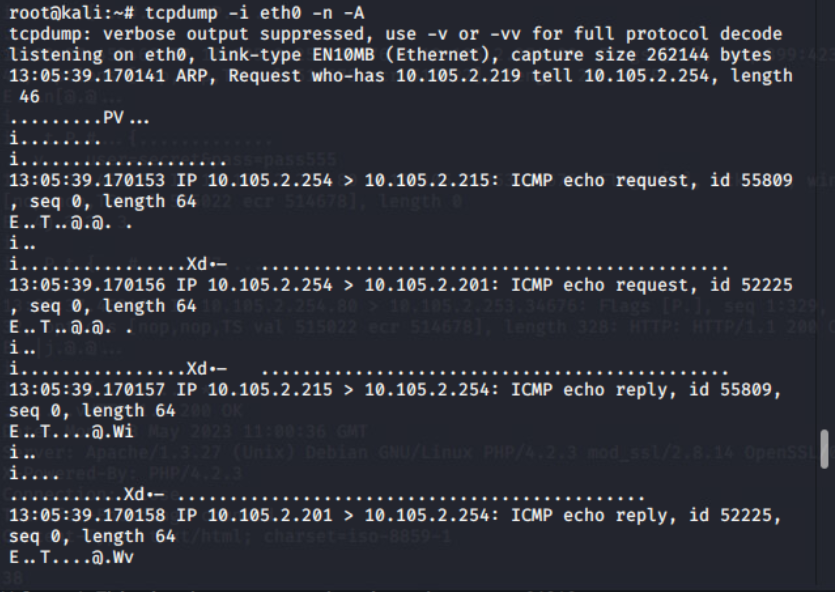 root@kali:~# tcpdump -i eth0 -n -A
tcpdump: verbose output suppressed, use -v or -vv for full protocol decode
listening on eth0, link-type EN10MB (Ethernet), capture size 262144 bytes
13:05:39.170141 ARP, Request who-has 10.105.2.219 tell 10.105.2.254, length
 46
.........PV...
i........
i....................
13:05:39.170153 IP 10.105.2.254 > 10.105.2.215: ICMP echo request, id 55809
, seq 0, length 64
E..T..@.@. .
i..
i................Xd•—   .............................................
13:05:39.170156 IP 10.105.2.254 > 10.105.2.201: ICMP echo request, id 52225
, seq 0, length 64
E..T..@.@. .
i..
i................Xd•—   .............................................
13:05:39.170157 IP 10.105.2.215 > 10.105.2.254: ICMP echo reply, id 55809,
seq 0, length 64
E..T....@.Wi
i..
i....
...........Xd•— .............................................
13:05:39.170158 IP 10.105.2.201 > 10.105.2.254: ICMP echo reply, id 52225,
seq 0, length 64
E..T....@.Wv